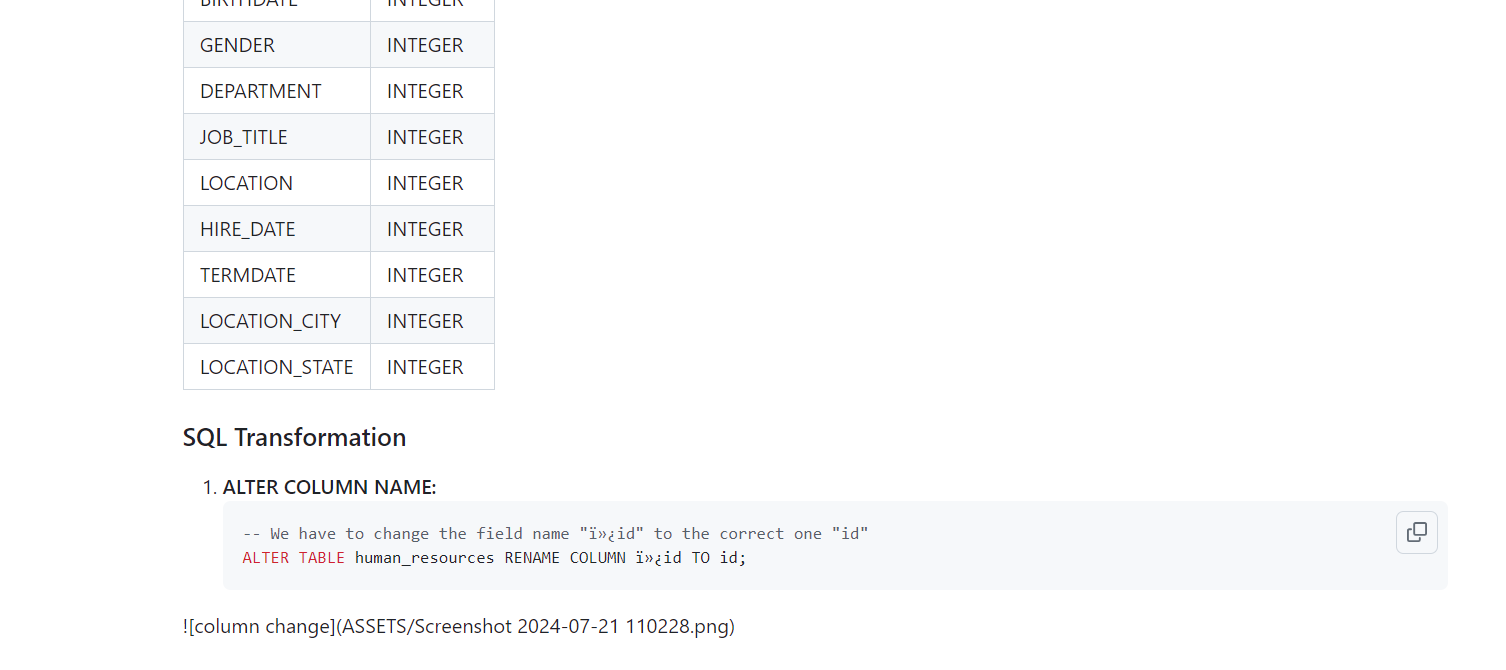 BIRTHDATE INTEGER
GENDER INTEGER
DEPARTMENT INTEGER
JOB_TITLE INTEGER
LOCATION INTEGER
HIRE_DATE INTEGER
TERMDATE INTEGER
LOCATION_CITY INTEGER
LOCATION_STATE INTEGER
SQL Transformation
1. ALTER COLUMN NAME:
-- We have to change the field name "ï»¿id" to the correct one "id"
ALTER TABLE human_resources RENAME COLUMN ï»¿id TO id;
![column change](ASSETS/Screenshot 2024-07-21 110228.png)